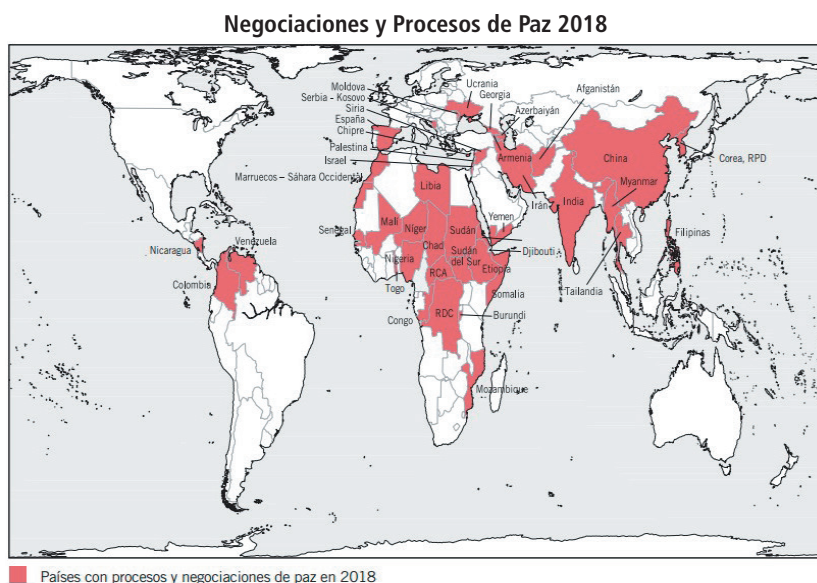 Negociaciones y Procesos de Paz 2018
Moldova
Serbia - Kosovo
Siria
España
Chipre
Palestina
Israel
Marruecos – Sáhara Occidental
Ucrania
Georgia
Azerbaiyán
Afganistán
Armenia
China
Corea, RPD
Myanmar
Irán
India
Libia
Yemen
Filipinas
Senegal
Malí
Níger
Chad
Sudán
Sudán
del Sur
Djibouti
Etiopía
Nigeria
RCA
Togo
Somalia
Tailandia
Nicaragua
Venezuela
Colombia
Congo
RDC
Burundi
Mozambique
Países con procesos y negociaciones de paz en 2018